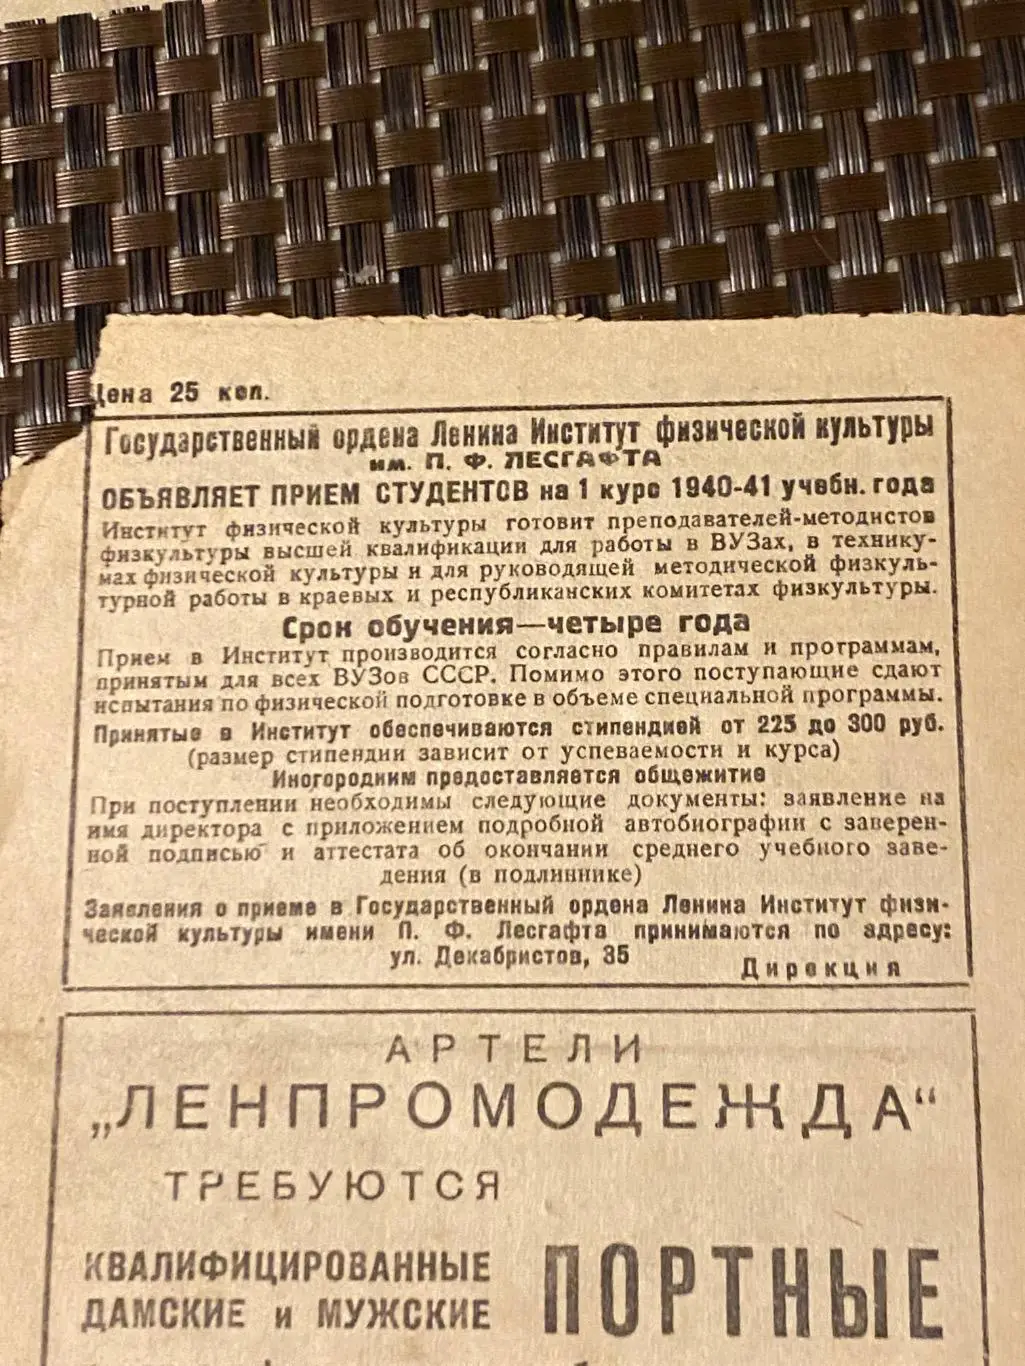 Цена 25 коп.
Государственный ордена Ленина Институт физической культуры
им. П. Ф. ЛЕСГАФТА
ОБЪЯВЛЯЕТ ПРИЕМ СТУДЕНТОВ на 1 курс 1940-41 учебн. года
Институт физической культуры готовит преподавателей-методистов
физкультуры высшей квалификации для работы в ВУЗах, в технику-
мах физической культуры и для руководящей методической физкуль-
турной работы в краевых и республиканских комитетах физкультуры.
Срок обучения—четыре года
Прием в Институт производится согласно правилам и программам,
принятым для всех ВУЗов СССР. Помимо этого поступающие сдают
испытания по физической подготовке в объеме специальной программы.
Принятые в Институт обеспечиваются стипендией от 225 до 300 руб.
(размер стипендии зависит от успеваемости и курса)
Иногородним предоставляется общежитие
При поступлении необходимы следующие документы: заявление на
имя директора с приложением подробной автобиографии с заверен-
ной подписью и аттестата об окончании среднего учебного заве-
дения (в подлиннике)
Заявления о приеме в Государственный ордена Ленина Институт физи-
ческой культуры имени П. Ф. Лесгафта принимаются по адресу:
ул. Декабристов, 35
Дирекция
АРТЕЛИ
„ЛЕНПРОМОДЕЖДА“
ТРЕБУЮТСЯ
КВАЛИФИЦИРОВАННЫЕ
ДАМСКИЕ и МУЖСКИЕ ПОРТНЫЕ